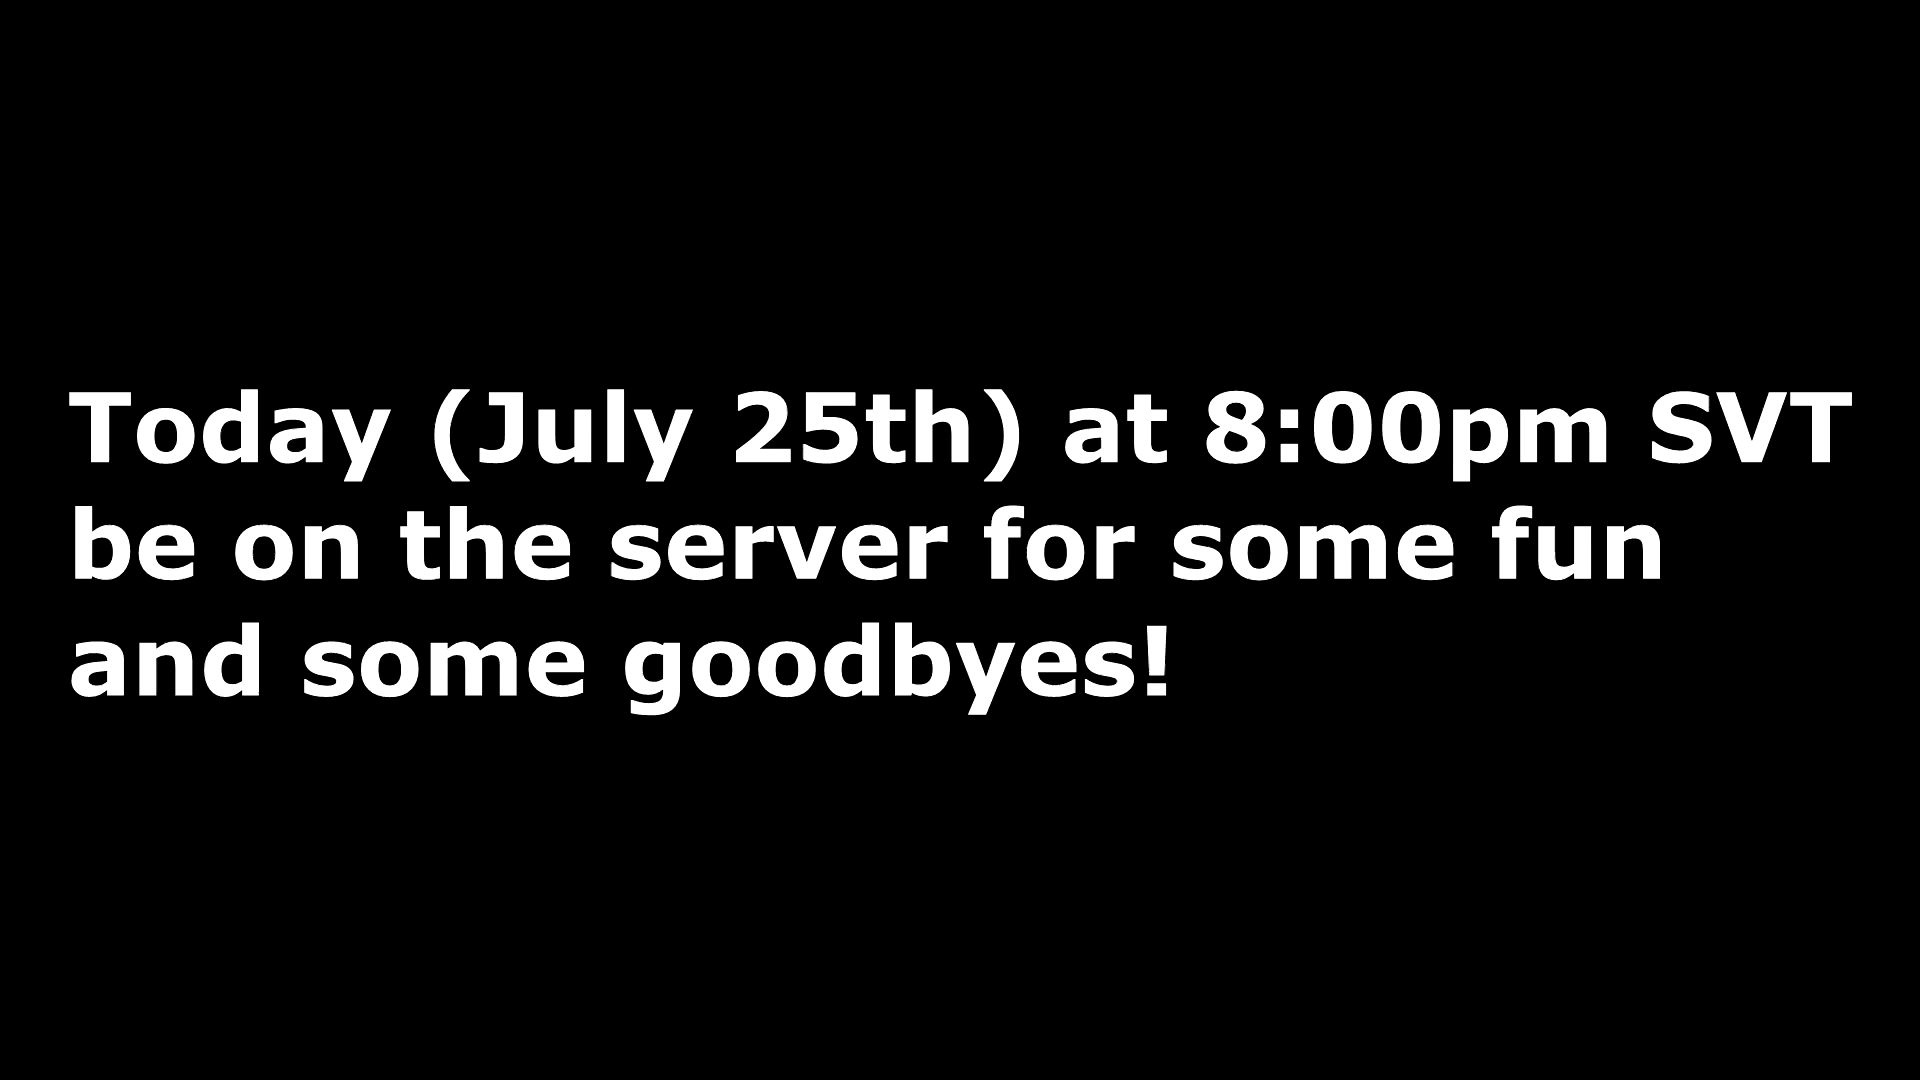 Today (July 25th) at 8:00pm SVT
be on the server for some fun
and some goodbyes!